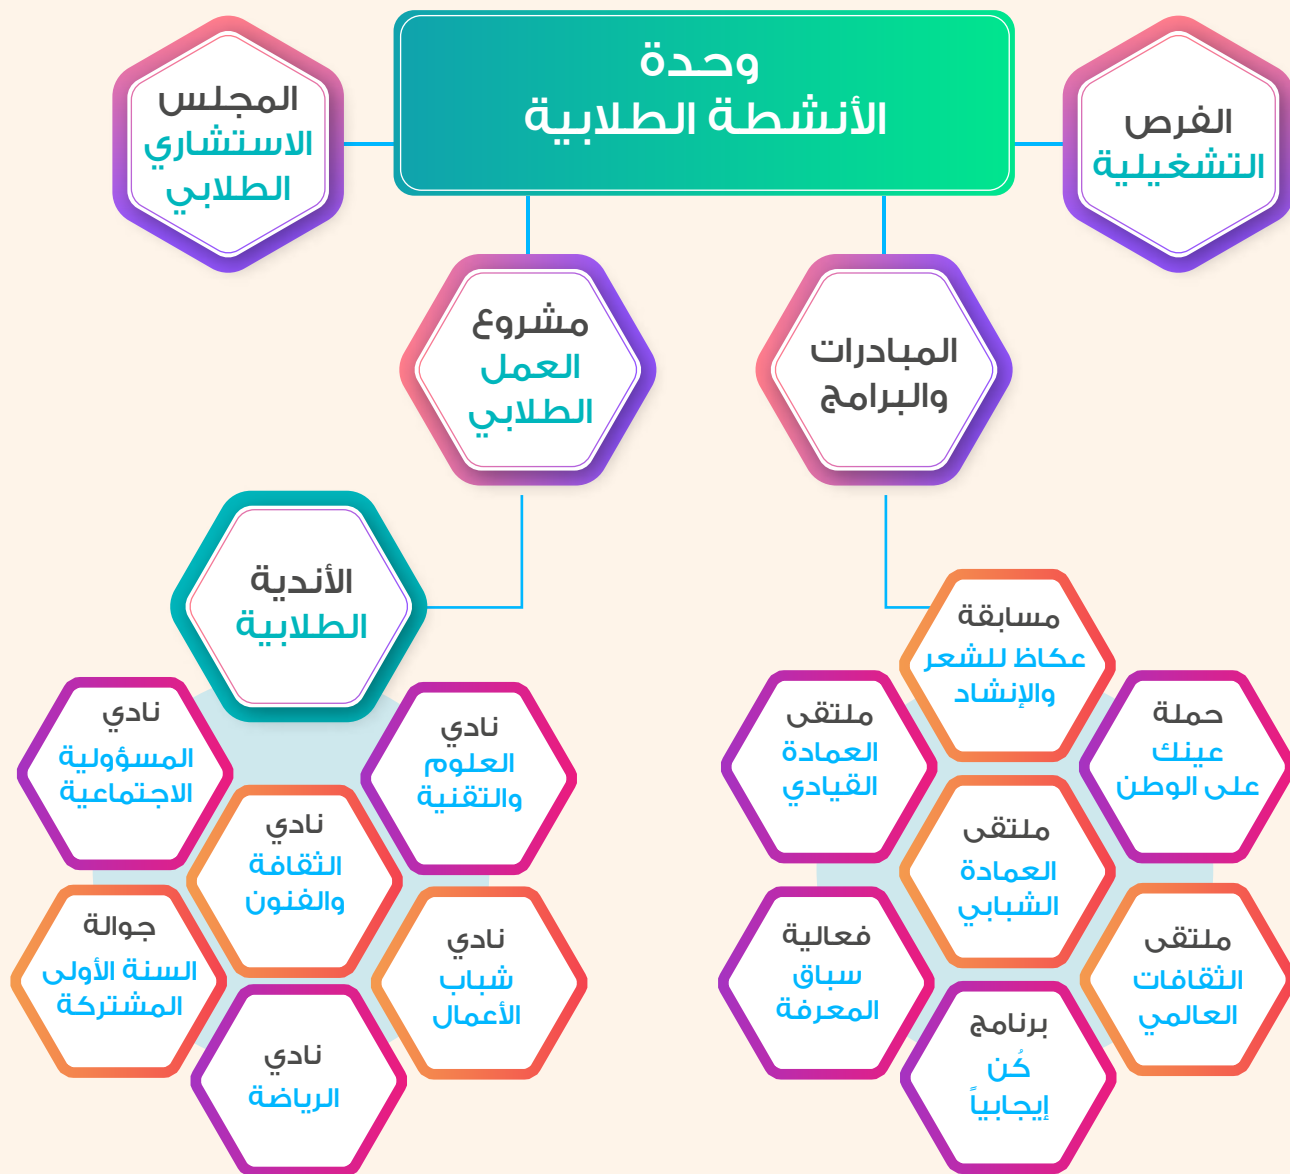 وحدة
الأنشطة الطلابية
الفرص
التشغيلية
المجلس
الاستشاري
الطلابي
المبادرات
والبرامج
مشروع
العمل
الطلابي
مسابقة
عكاظ للشعر
والإنشاد
حملة
عينك
على الوطن
ملتقى
العمادة
القيادي
ملتقى
العمادة
الشبابي
ملتقى
الثقافات
العالمي
فعالية
سباق
المعرفة
برنامج
كُن
إيجابياً
الأندية
الطلابية
نادي
العلوم
والتقنية
نادي
المسؤولية
الاجتماعية
نادي
الثقافة
والفنون
نادي
شباب
الأعمال
جوالة
السنة الأولى
المشتركة
نادي
الرياضة